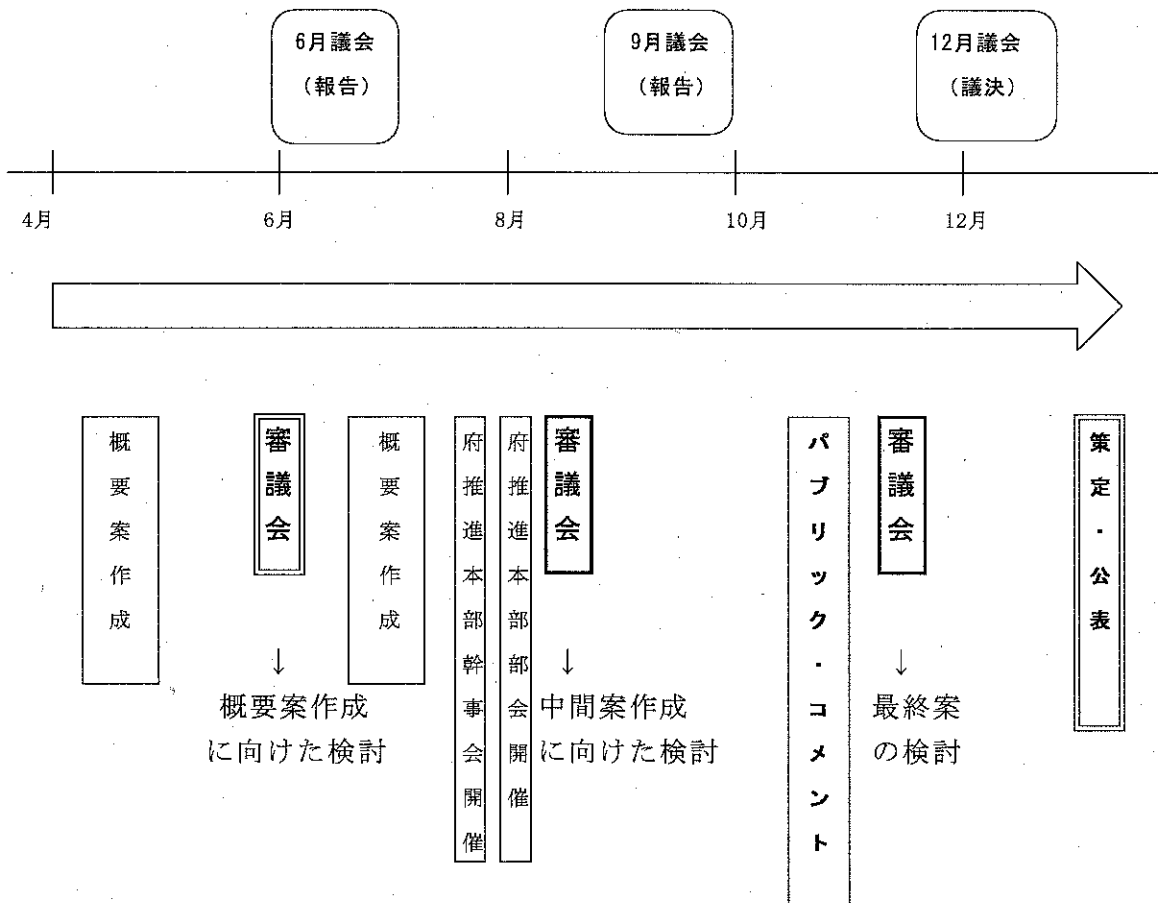 6月議会
（報告）
9月議会
（報告）
12月議会
（議決）
4月
6月
8月
10月
12月
概要案作成
審議会
↓
概要案作成
に向けた検討
概要案作成
府推進本部幹事会開催
府推進本部部会開催
審議会
↓
中間案作成
に向けた検討
パブリック・コメント
審議会
↓
最終案
の検討
策定・公表